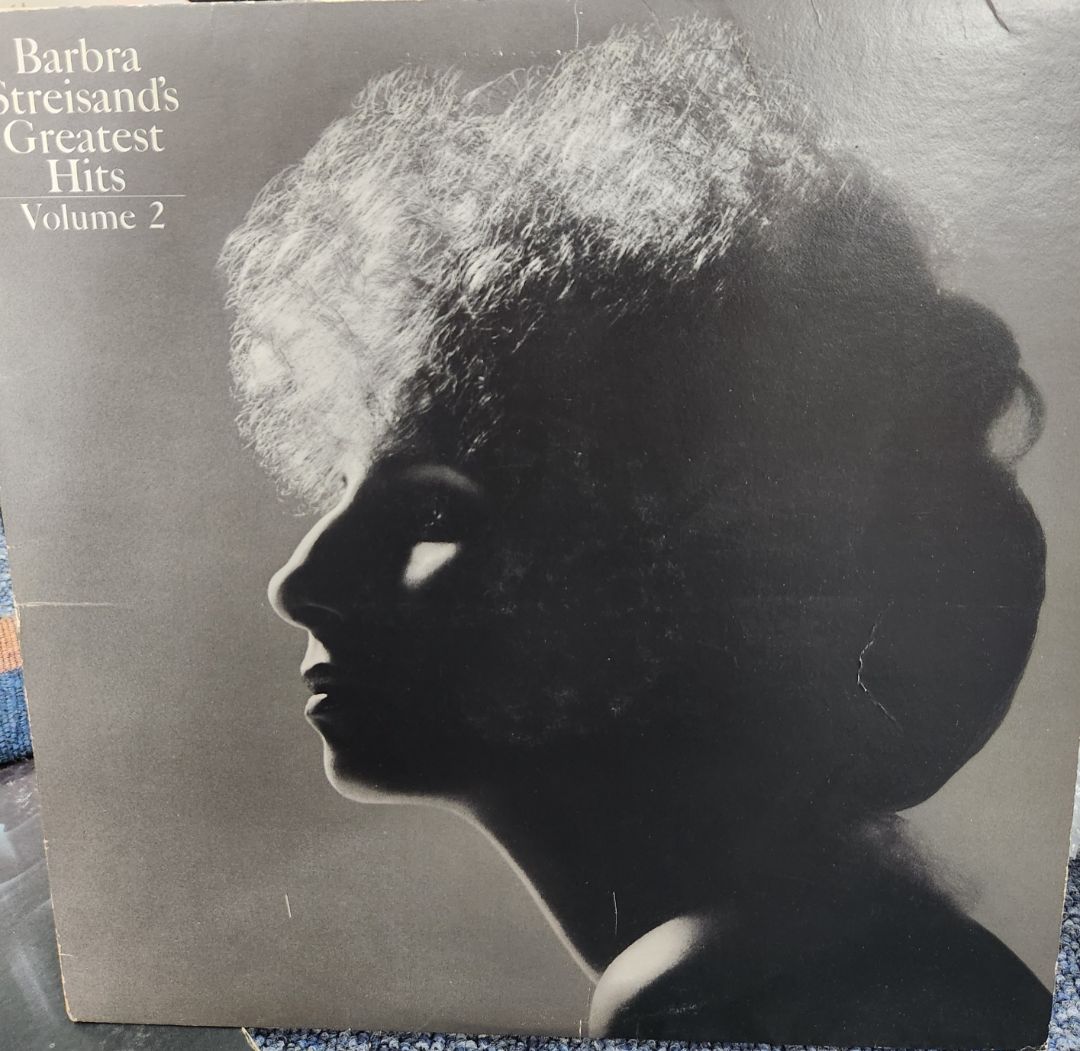 Barbra
Streisand's
Greatest
Hits
Volume 2